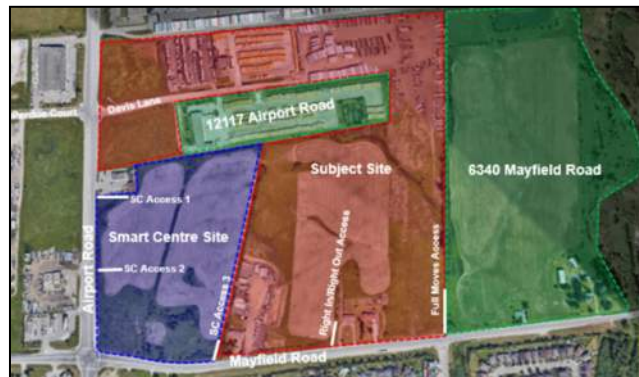 Perdue Court
Davis Lane
12117 Airport Road
Subject Site
6340 Mayfield Road
SC Access 1
Smart Centre Site
SC Access 2
Airport Road
SC Access 3
Right In/Right Out Access
Full Moves Access
Mayfield Road